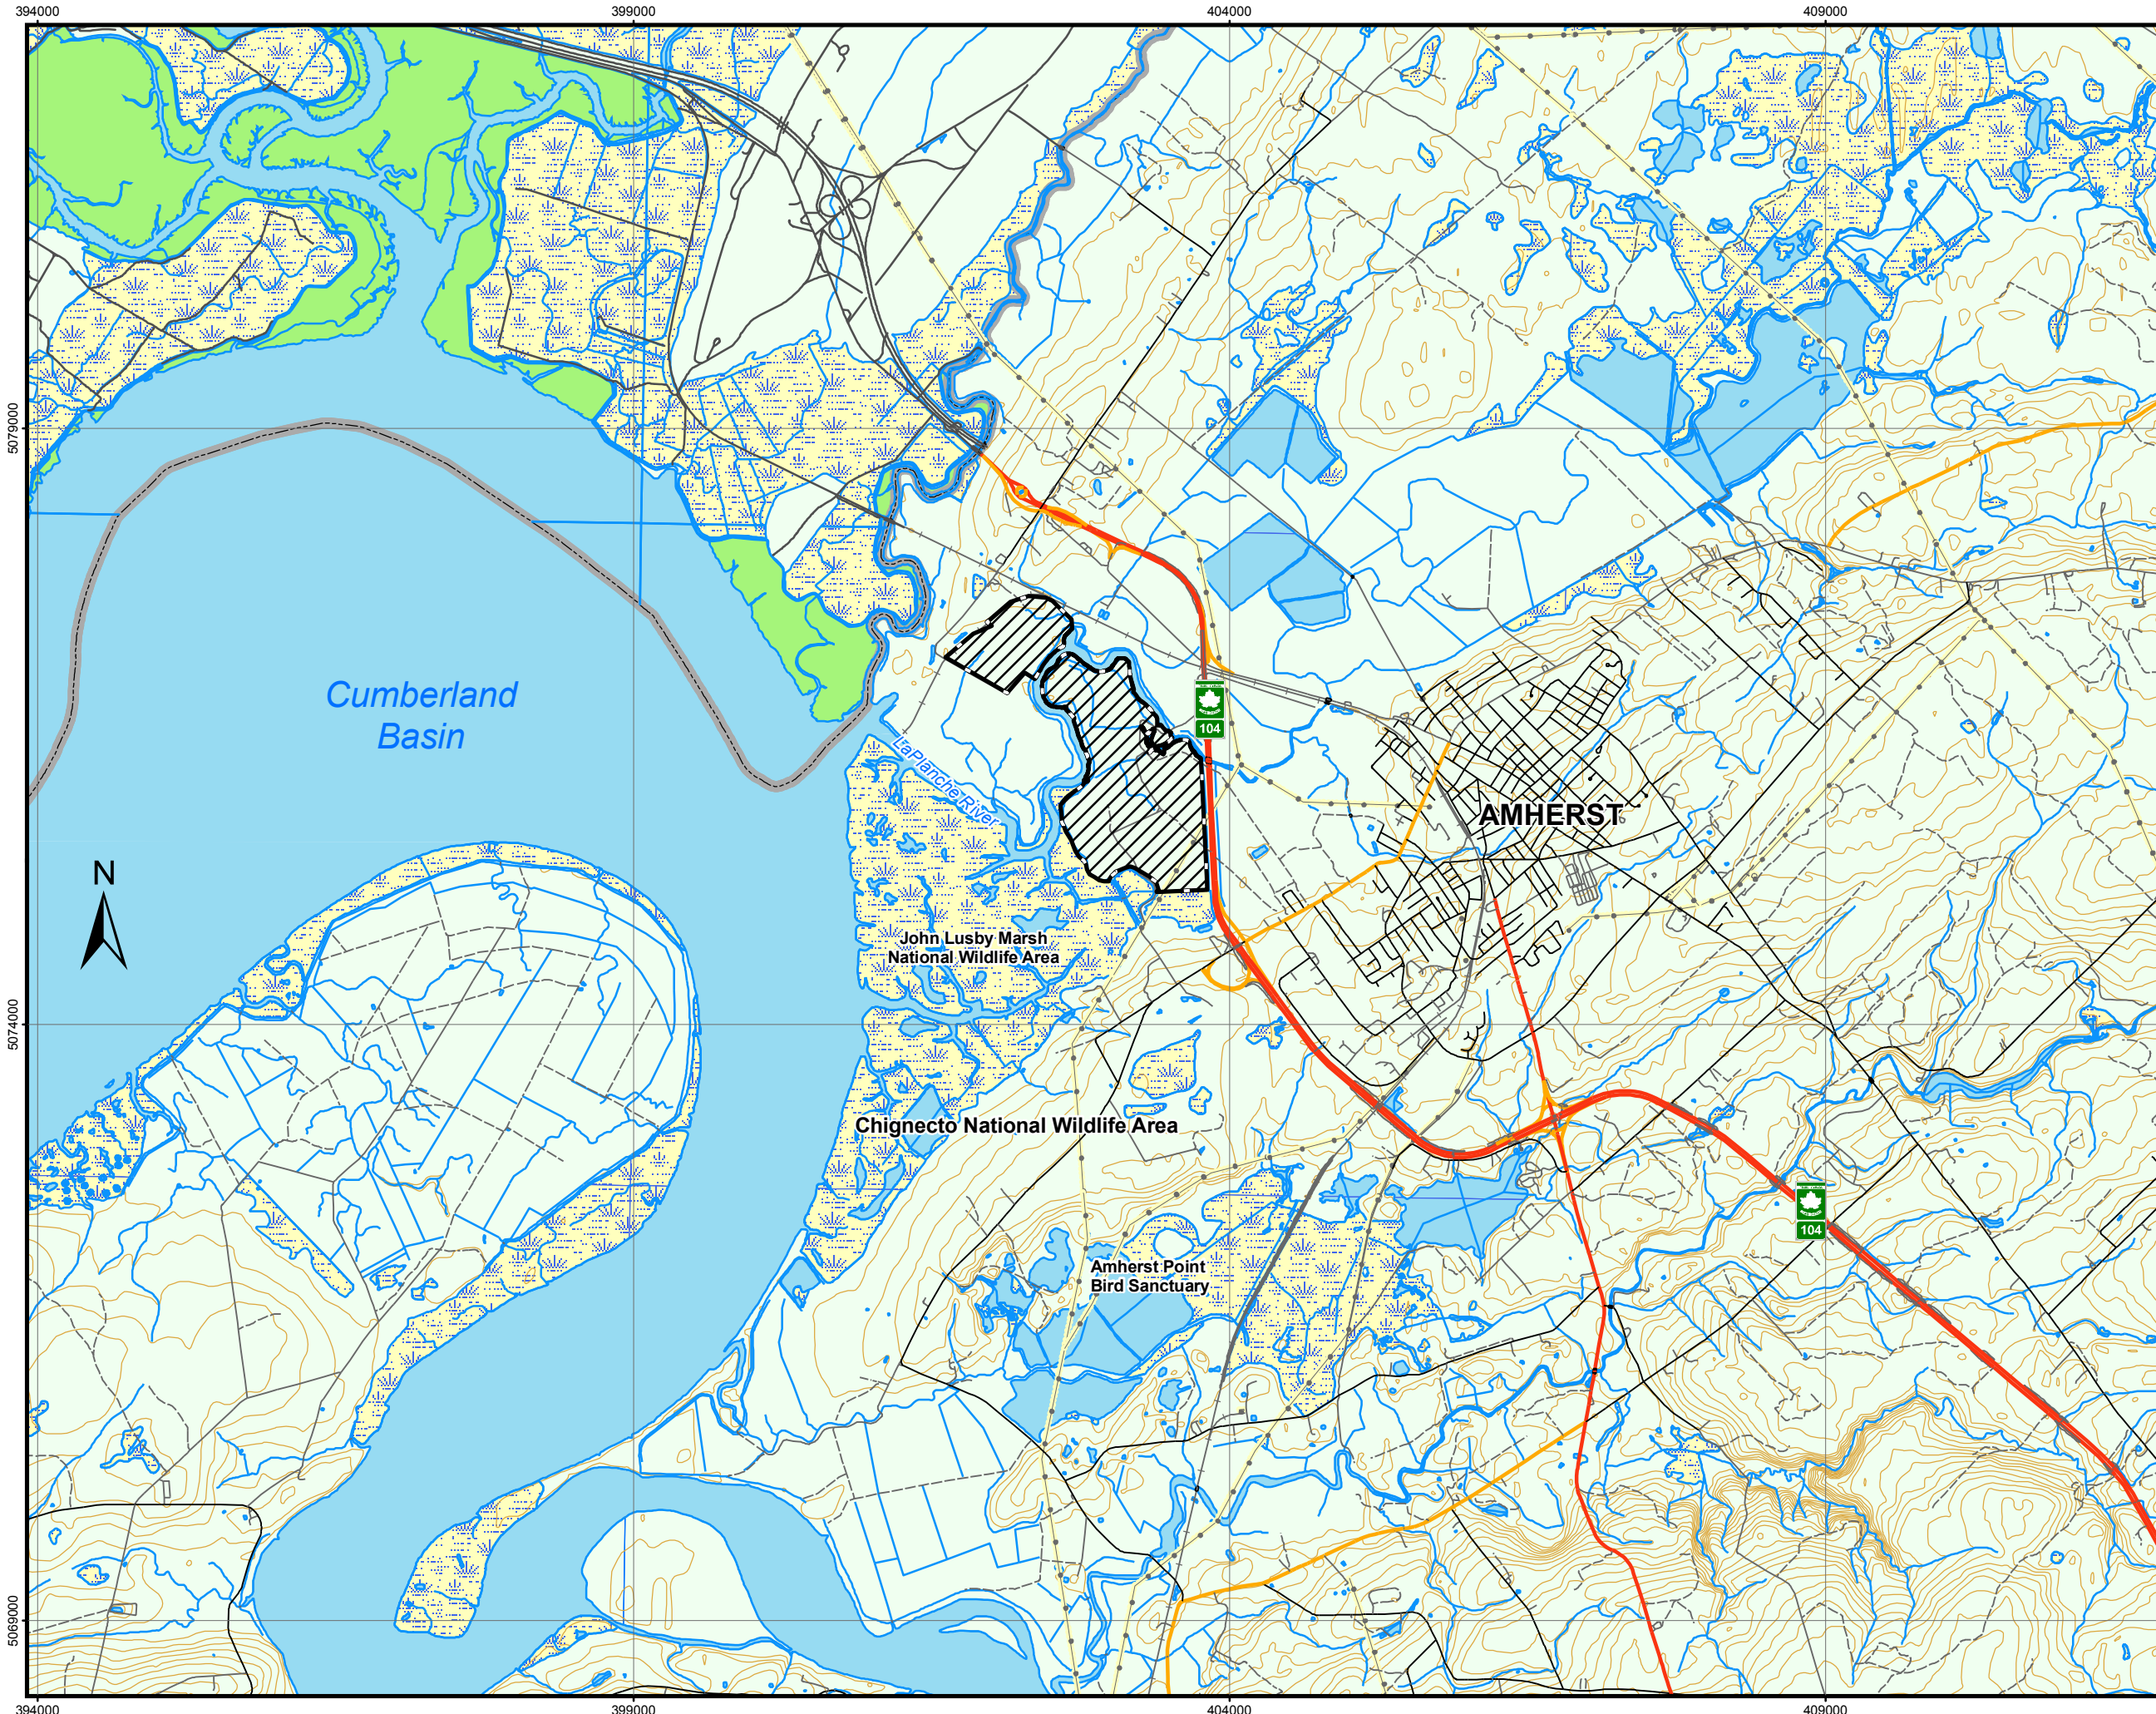 394000
399000
404000
409000
5079000
Cumberland
Basin
104
LaPlanche River
AMHERST
N
John Lusby Marsh
National Wildlife Area
5074000
Chignecto National Wildlife Area
104
Amherst Point
Bird Sanctuary
5069000
394000
399000
404000
409000